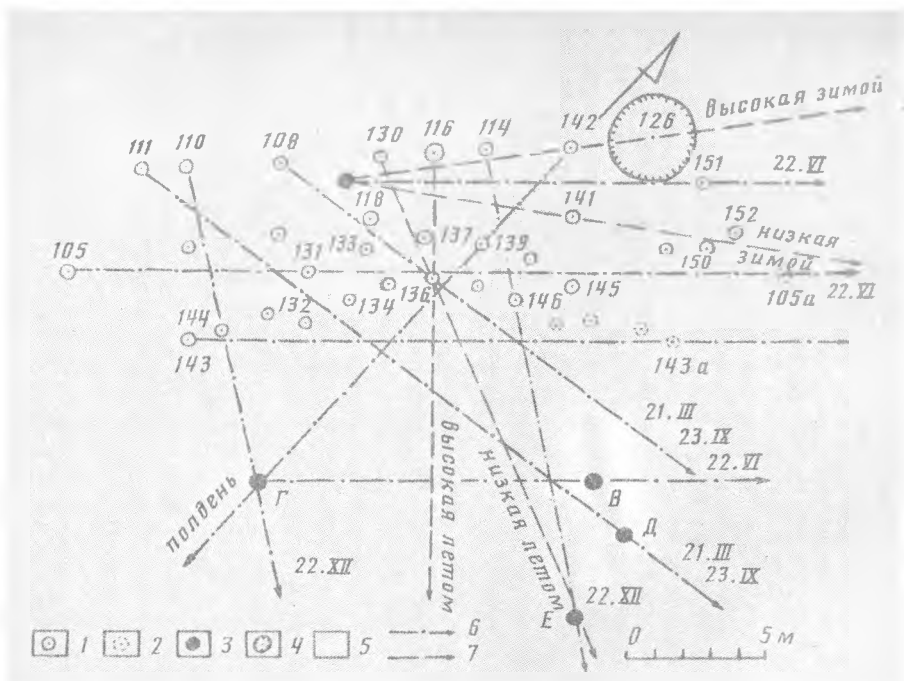 высокая зимой
142
126
116
114
130
108
110
111
151
22.VI
118
141
152
низкая
зимой
133
137
139
150
105
131
136
145
105а
22.VI
134
146
132
144
143
143а
21.III
23.IX
22.VI
высокая летом
низкая летом
полдень
Г
В
Д
21.III
23.IX
22.XII
22.XII
Е
1 2 3 4 5 6
7
0 5 м